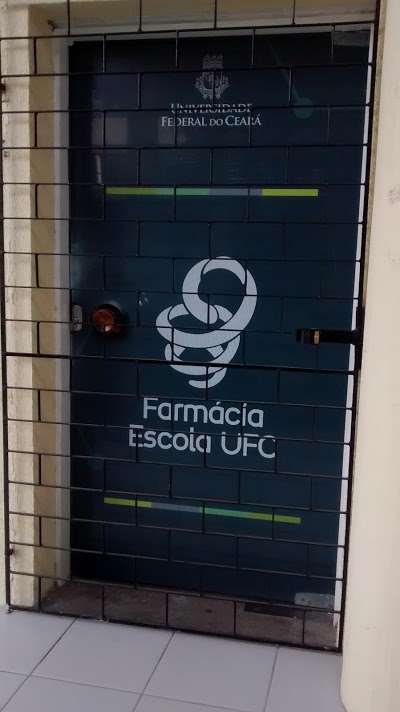 UNIVERSIDADE
FEDERAL DO CEARÁ
Farmácia
Escola UFC